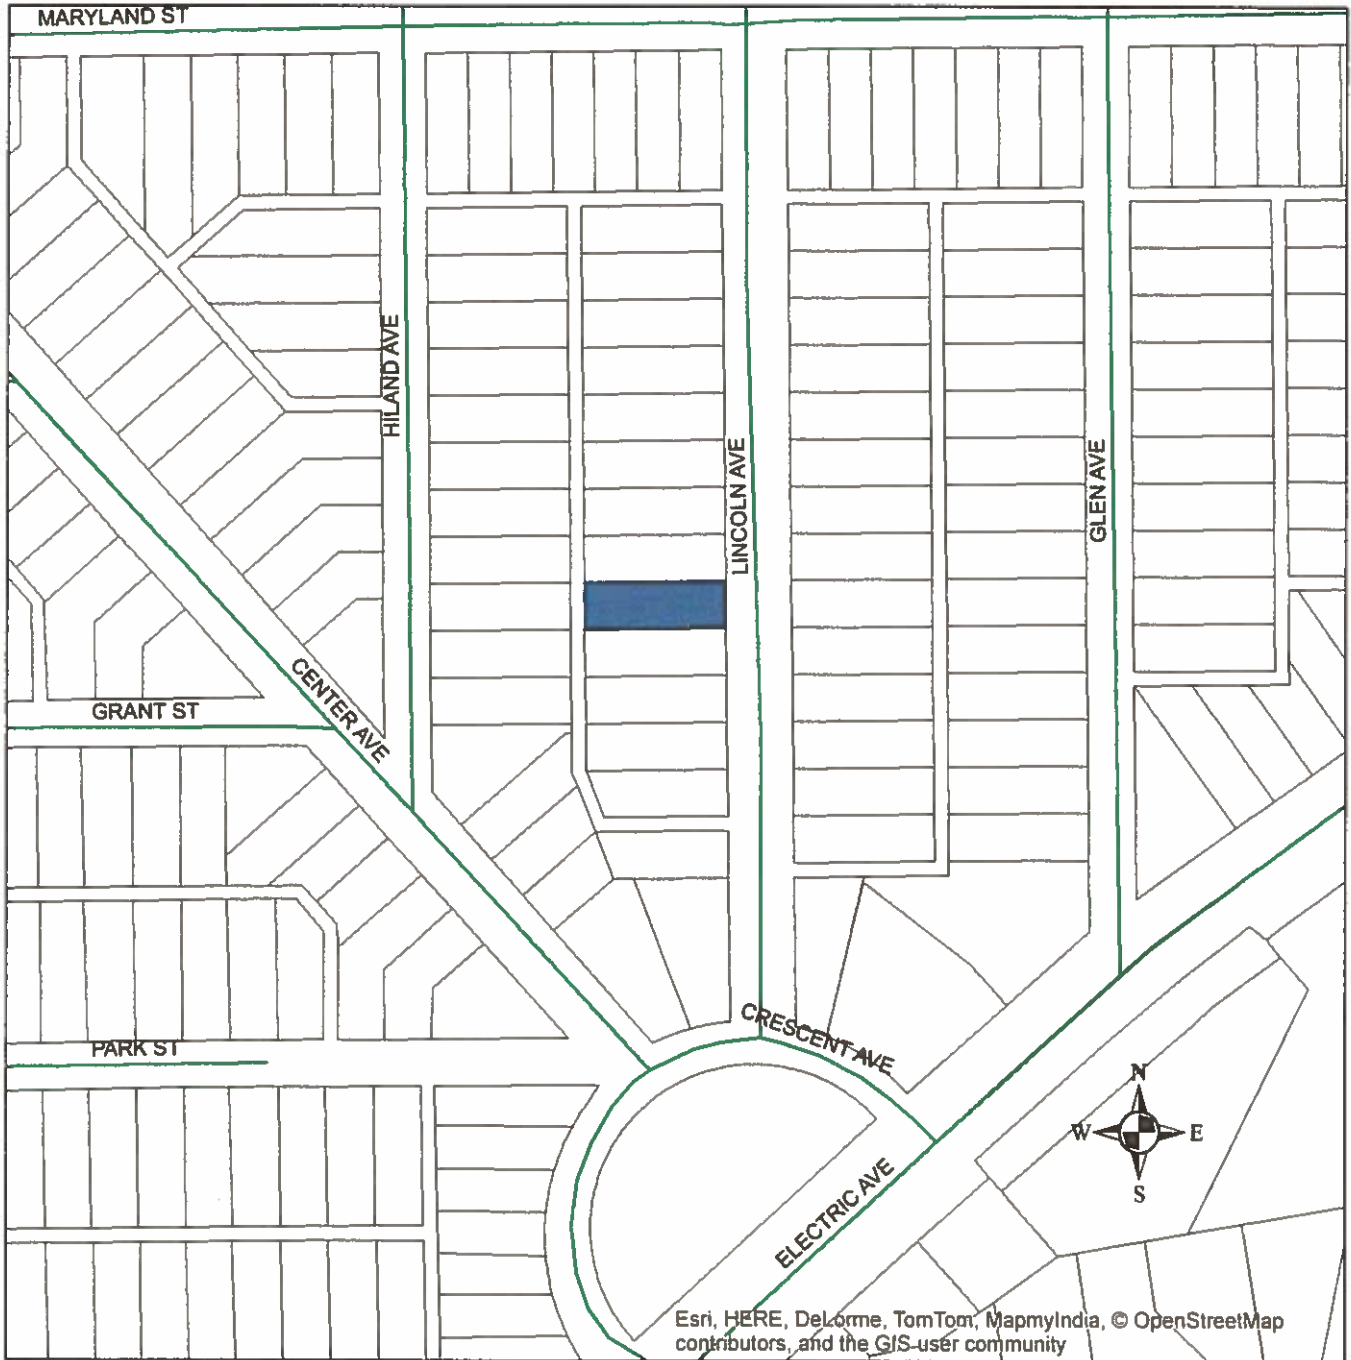 MARYLAND ST
HILAND AVE
LINCOLN AVE
GLEN AVE
CENTER AVE
GRANT ST
CRESCENT AVE
PARK ST
N
W E
S
ELECTRIC AVE
Esri, HERE, DeLorme, TomTom, MapmyIndia, © OpenStreetMap
contributors, and the GIS-user community